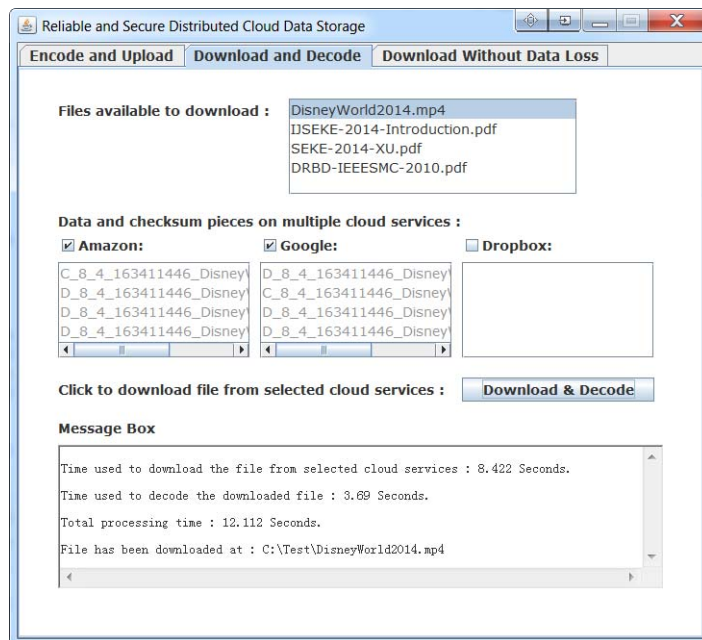 Reliable and Secure Distributed Cloud Data Storage
Encode and Upload Download and Decode Download Without Data Loss
Files available to download :
DisneyWorld2014.mp4
IJSEKE-2014-Introduction.pdf
SEKE-2014-XU.pdf
DRBD-IEEESMC-2010.pdf
Data and checksum pieces on multiple cloud services :
Amazon: Google: Dropbox:
C_8_4_163411446_Disney\ D_8_4_163411446_Disney\
D_8_4_163411446_Disney\ C_8_4_163411446_Disney\
D_8_4_163411446_Disney\ D_8_4_163411446_Disney\
D_8_4_163411446_Disney\ D_8_4_163411446_Disney\
Click to download file from selected cloud services : Download & Decode
Message Box
Time used to download the file from selected cloud services : 8.422 Seconds.
Time used to decode the downloaded file : 3.69 Seconds.
Total processing time : 12.112 Seconds.
File has been downloaded at : C:\Test\DisneyWorld2014.mp4